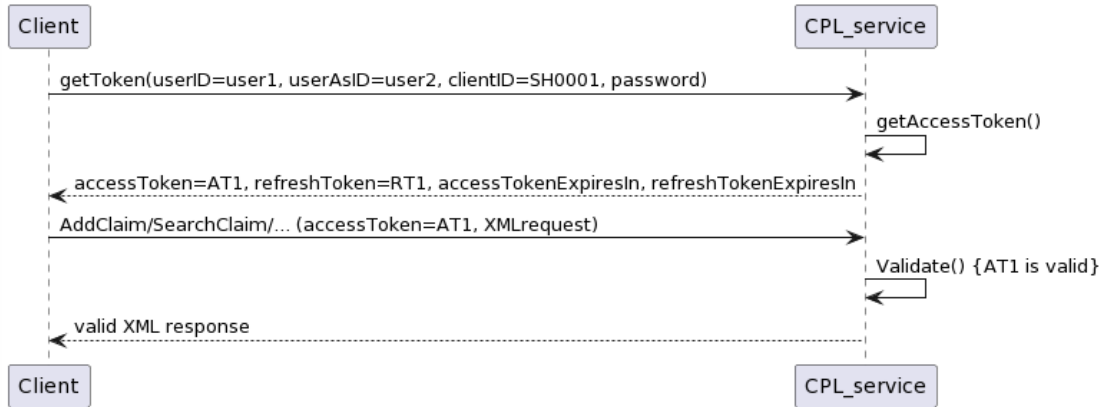 Client CPL_service
getToken(userID=user1, userAsID=user2, clientID=SH0001, password)
getAccessToken()
accessToken=AT1, refreshToken=RT1, accessTokenExpiresIn, refreshTokenExpiresIn
AddClaim/SearchClaim/... (accessToken=AT1, XMLrequest)
Validate() {AT1 is valid}
valid XML response
Client CPL_service